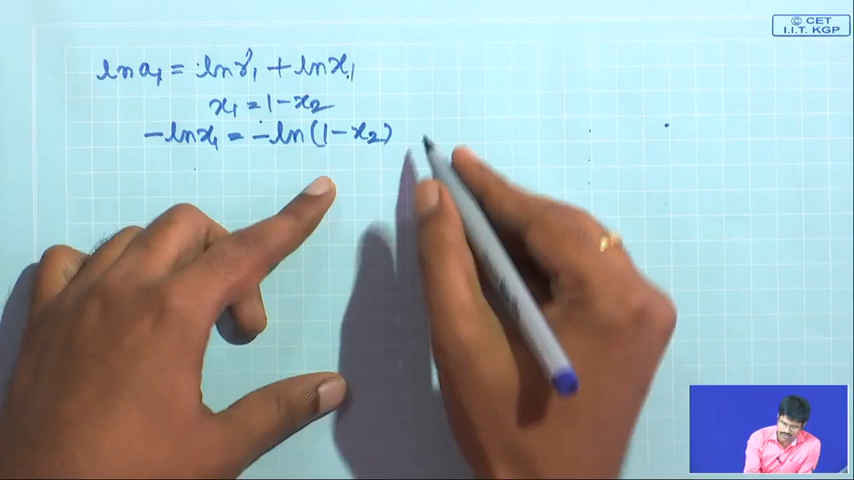 © CET
I.I.T. KGP
ln a₁ = ln γ₁ + ln x₁
x₁ = 1 - x₂
- ln x₁ = - ln (1 - x₂)